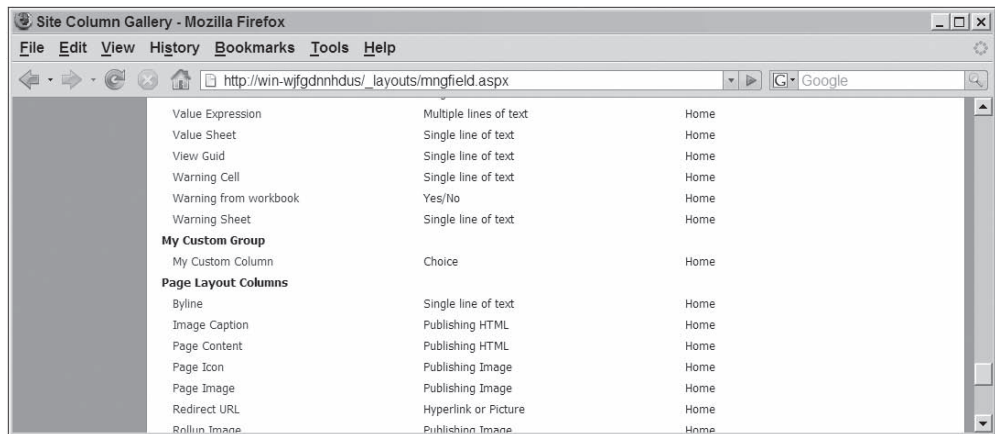 Site Column Gallery - Mozilla Firefox
File Edit View History Bookmarks Tools Help
http://win-wjfgdnnhdus/_layouts/mngfield.aspx G Google
Value Expression Multiple lines of text Home
Value Sheet Single line of text Home
View Guid Single line of text Home
Warning Cell Single line of text Home
Warning from workbook Yes/No Home
Warning Sheet Single line of text Home
My Custom Group
My Custom Column Choice Home
Page Layout Columns
Byline Single line of text Home
Image Caption Publishing HTML Home
Page Content Publishing HTML Home
Page Icon Publishing Image Home
Page Image Publishing Image Home
Redirect URL Hyperlink or Picture Home
Rollup Image Publishing Image Home